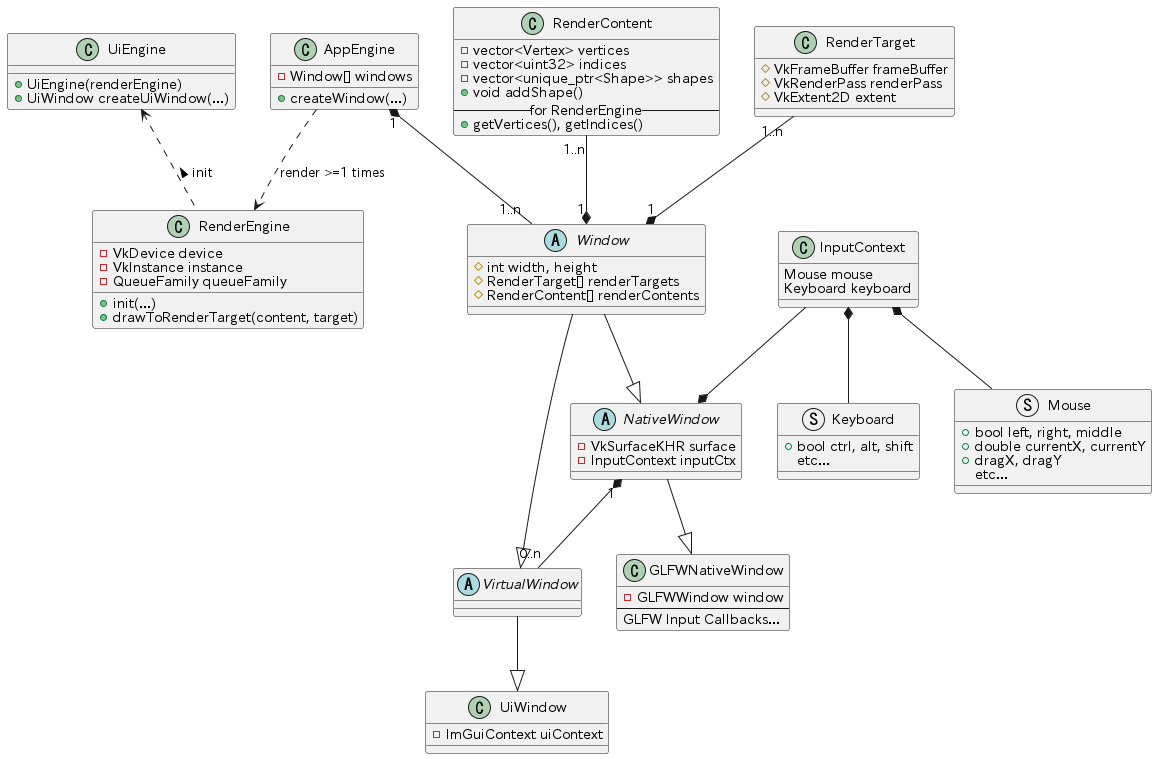 C UiEngine
UiEngine(renderEngine)
UiWindow createUiWindow(...)
C AppEngine
Window[] windows
createWindow(...)
C RenderContent
vector<Vertex> vertices
vector<uint32> indices
vector<unique_ptr<Shape>> shapes
void addShape()
for RenderEngine
getVertices(), getIndices()
C RenderTarget
VkFrameBuffer frameBuffer
VkRenderPass renderPass
VkExtent2D extent
1
1..n
1..n
init
render >=1 times
1..n
1
1
C RenderEngine
VkDevice device
VkInstance instance
QueueFamily queueFamily
init(...)
drawToRenderTarget(content, target)
A Window
int width, height
RenderTarget[] renderTargets
RenderContent[] renderContents
C InputContext
Mouse mouse
Keyboard keyboard
A NativeWindow
VkSurfaceKHR surface
InputContext inputCtx
S Keyboard
bool ctrl, alt, shift
etc...
S Mouse
bool left, right, middle
double currentX, currentY
dragX, dragY
etc...
1
0..n
A VirtualWindow
C GLFWNativeWindow
GLFWWindow window
GLFW Input Callbacks...
C UiWindow
ImGuiContext uiContext